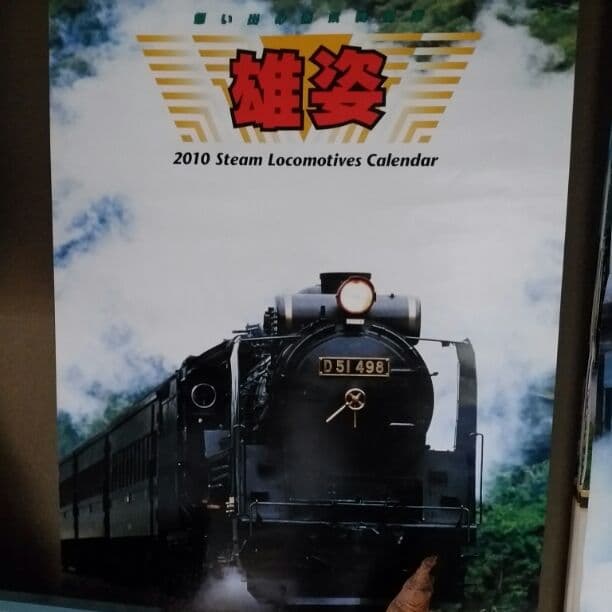 雄姿
2010 Steam Locomotives Calendar
D51 498